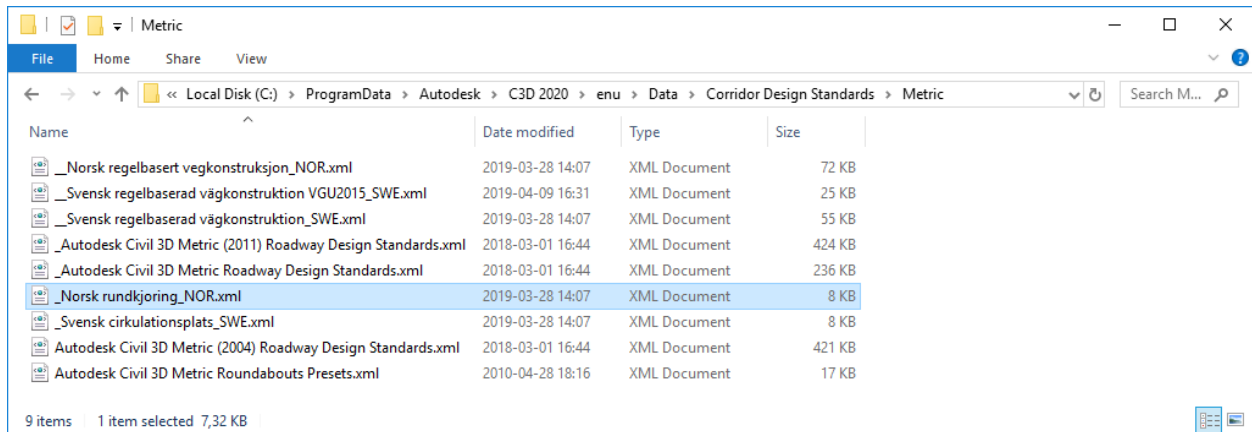 Metric
File Home Share View
« Local Disk (C:) › ProgramData › Autodesk › C3D 2020 › enu › Data › Corridor Design Standards › Metric Search M...
Name Date modified Type Size
__Norsk regelbasert vegkonstruksjon_NOR.xml 2019-03-28 14:07 XML Document 72 KB
__Svensk regelbaserad vägkonstruktion VGU2015_SWE.xml 2019-04-09 16:31 XML Document 25 KB
__Svensk regelbaserad vägkonstruktion_SWE.xml 2019-03-28 14:07 XML Document 55 KB
_Autodesk Civil 3D Metric (2011) Roadway Design Standards.xml 2018-03-01 16:44 XML Document 424 KB
_Autodesk Civil 3D Metric Roadway Design Standards.xml 2018-03-01 16:44 XML Document 236 KB
_Norsk rundkjoring_NOR.xml 2019-03-28 14:07 XML Document 8 KB
_Svensk cirkulationsplats_SWE.xml 2019-03-28 14:07 XML Document 8 KB
Autodesk Civil 3D Metric (2004) Roadway Design Standards.xml 2018-03-01 16:44 XML Document 421 KB
Autodesk Civil 3D Metric Roundabouts Presets.xml 2010-04-28 18:16 XML Document 17 KB
9 items 1 item selected 7,32 KB